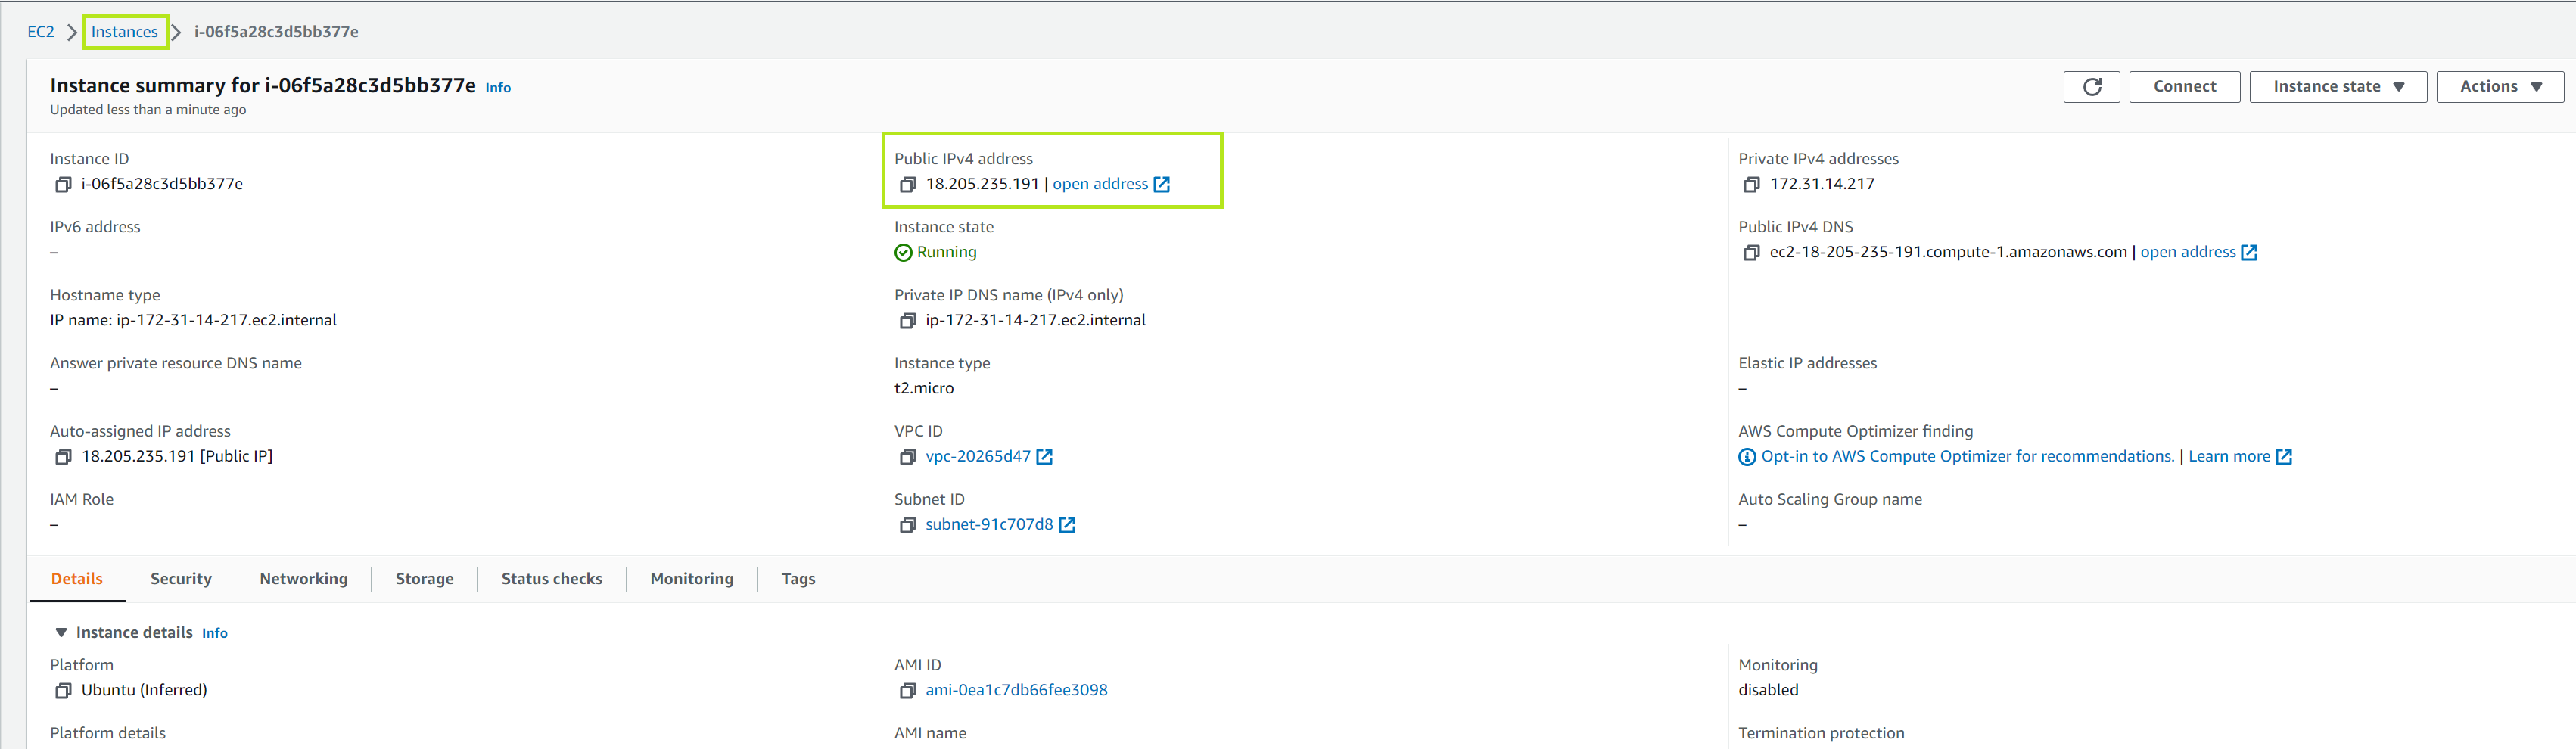 EC2 > Instances > i-06f5a28c3d5bb377e
Instance summary for i-06f5a28c3d5bb377e Info
Updated less than a minute ago
Connect Instance state Actions
Instance ID
i-06f5a28c3d5bb377e
Public IPv4 address
18.205.235.191 | open address
Private IPv4 addresses
172.31.14.217
IPv6 address
–
Instance state
Running
Public IPv4 DNS
ec2-18-205-235-191.compute-1.amazonaws.com | open address
Hostname type
IP name: ip-172-31-14-217.ec2.internal
Private IP DNS name (IPv4 only)
ip-172-31-14-217.ec2.internal
Answer private resource DNS name
–
Instance type
t2.micro
Elastic IP addresses
–
Auto-assigned IP address
18.205.235.191 [Public IP]
VPC ID
vpc-20265d47
AWS Compute Optimizer finding
Opt-in to AWS Compute Optimizer for recommendations. | Learn more
IAM Role
–
Subnet ID
subnet-91c707d8
Auto Scaling Group name
–
Details Security Networking Storage Status checks Monitoring Tags
Instance details Info
Platform
Ubuntu (Inferred)
AMI ID
ami-0ea1c7db66fee3098
Monitoring
disabled
Platform details
AMI name
Termination protection